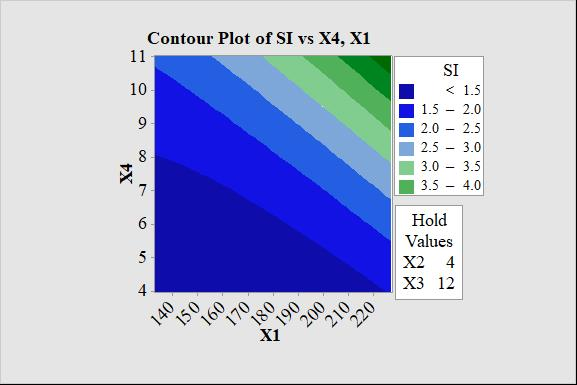 Contour Plot of SI vs X4, X1
X4
11
10
9
8
7
6
5
4
140 150 160 170 180 190 200 210 220
X1
SI
< 1.5
1.5 – 2.0
2.0 – 2.5
2.5 – 3.0
3.0 – 3.5
3.5 – 4.0
Hold
Values
X2 4
X3 12